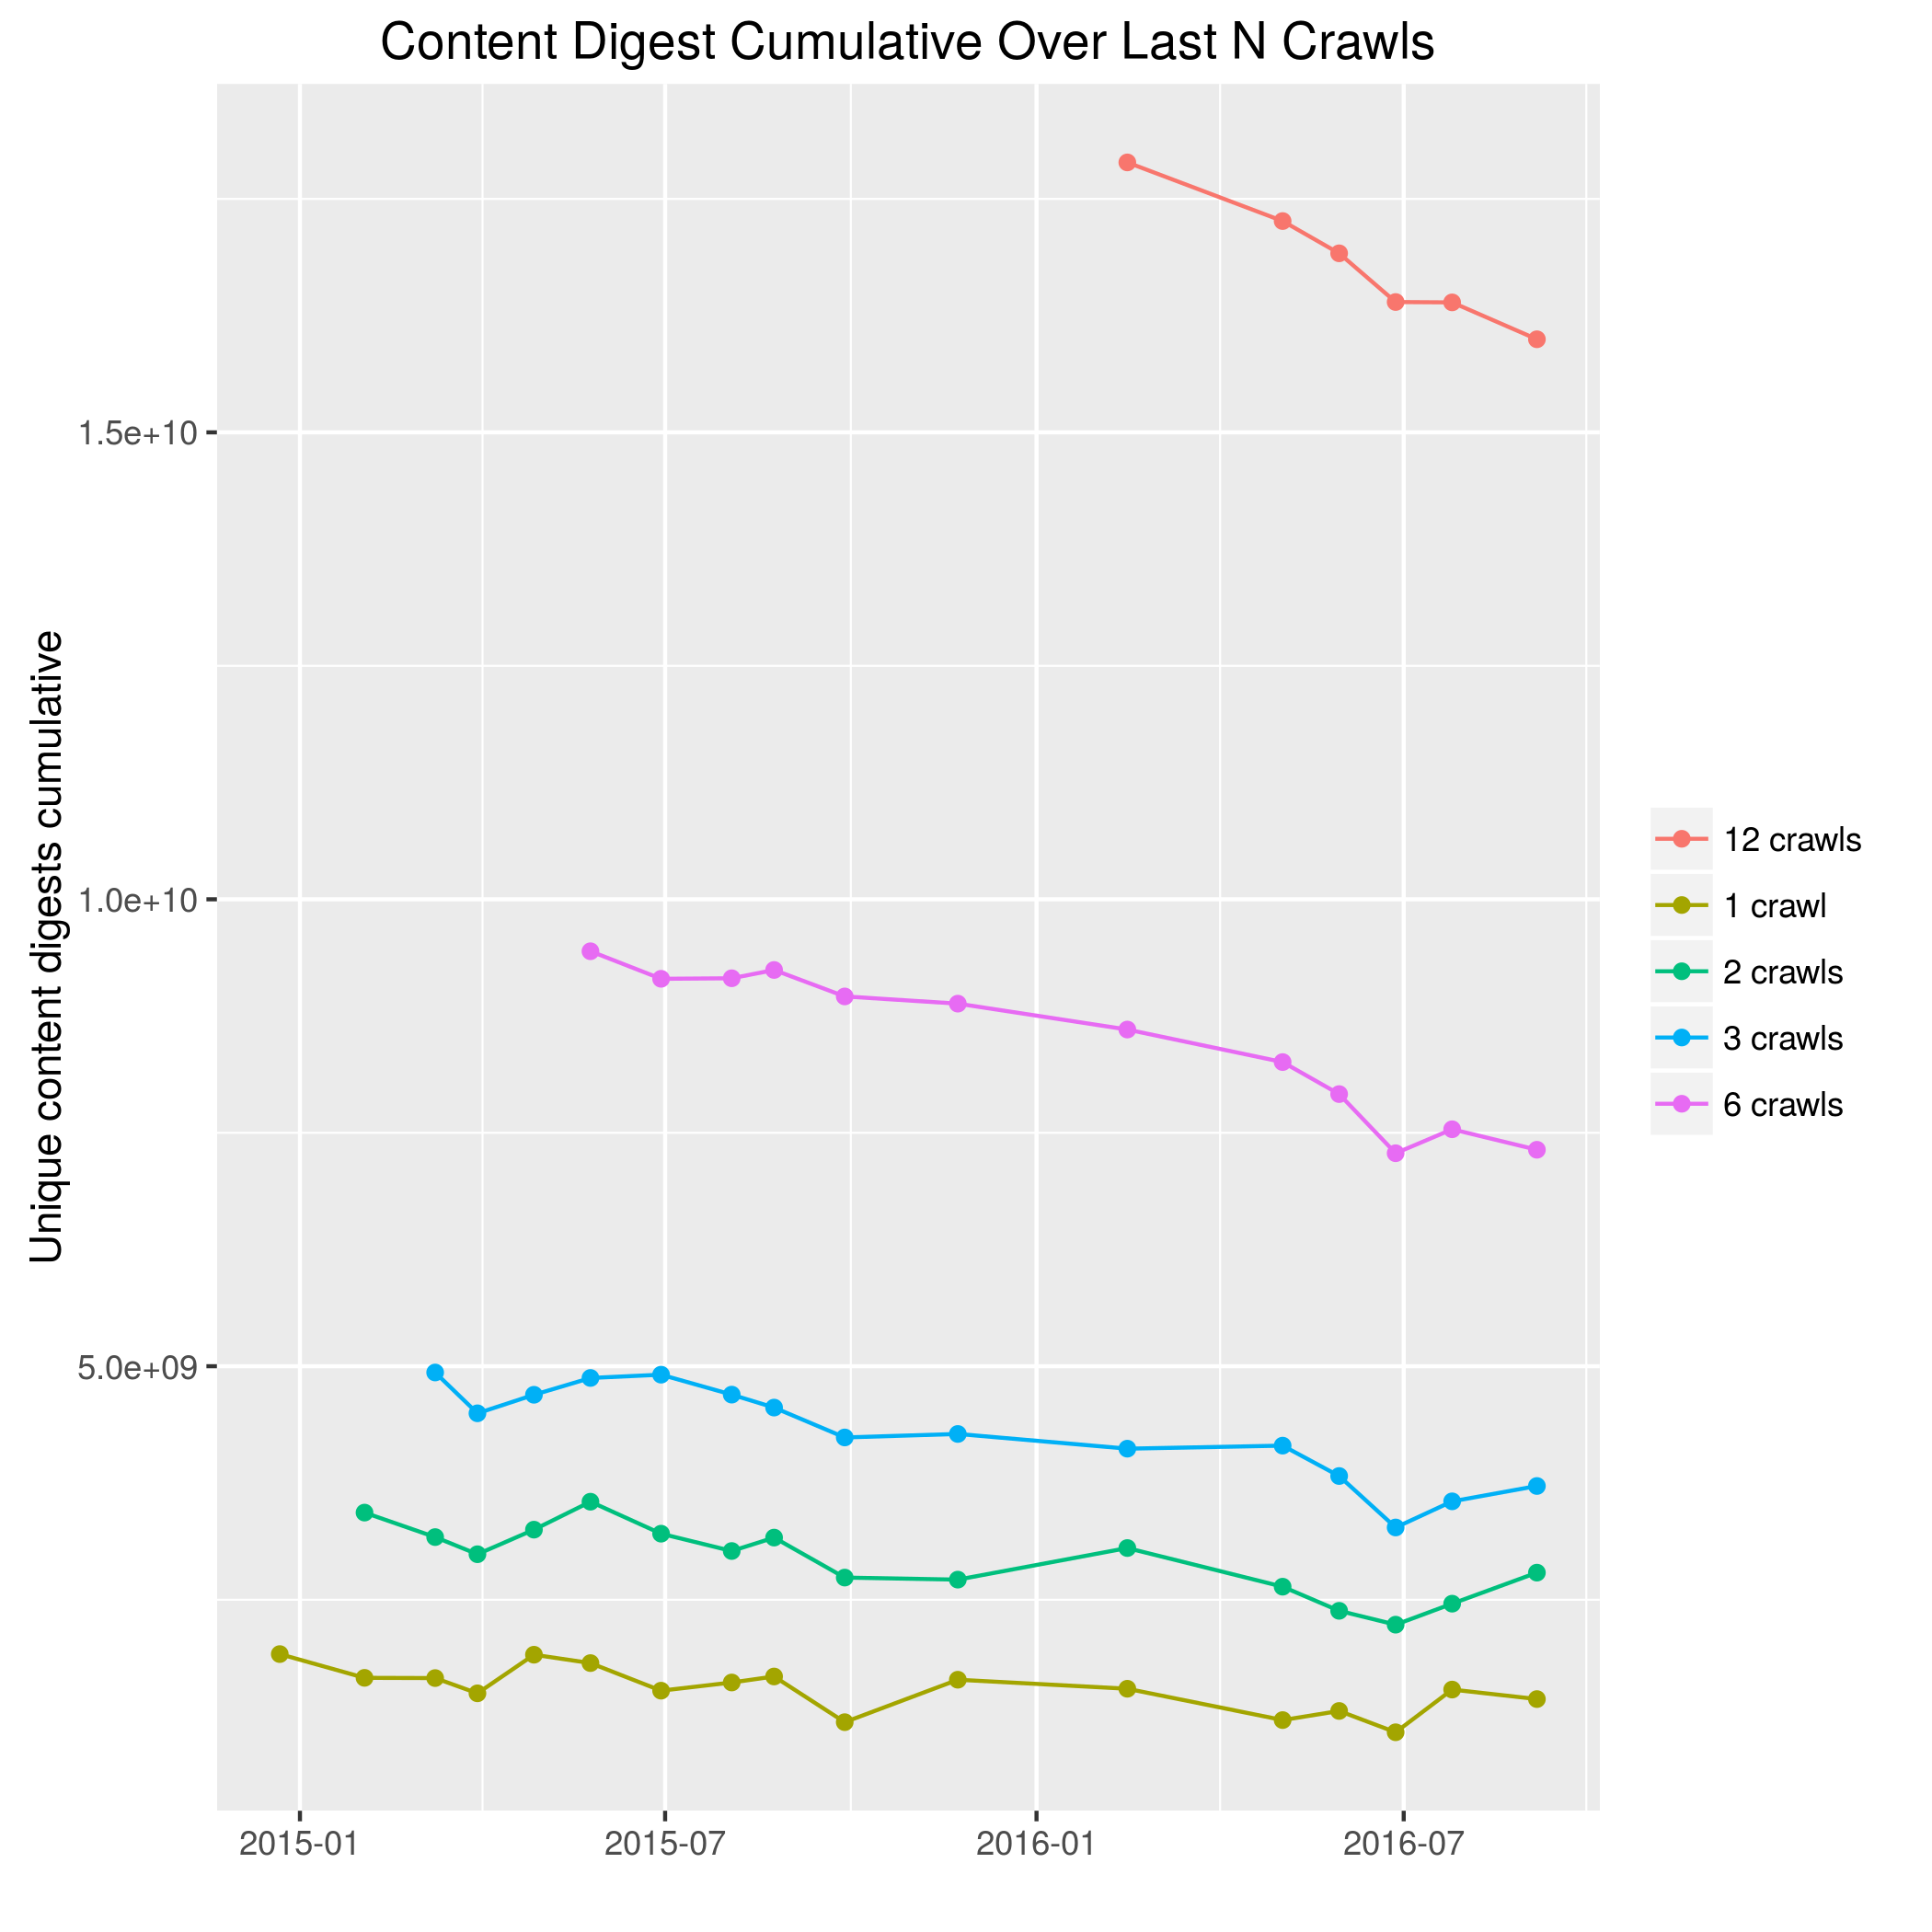 Content Digest Cumulative Over Last N Crawls
Unique content digests cumulative
1.5e+10
1.0e+10
5.0e+09
2015-01
2015-07
2016-01
2016-07
12 crawls
1 crawl
2 crawls
3 crawls
6 crawls